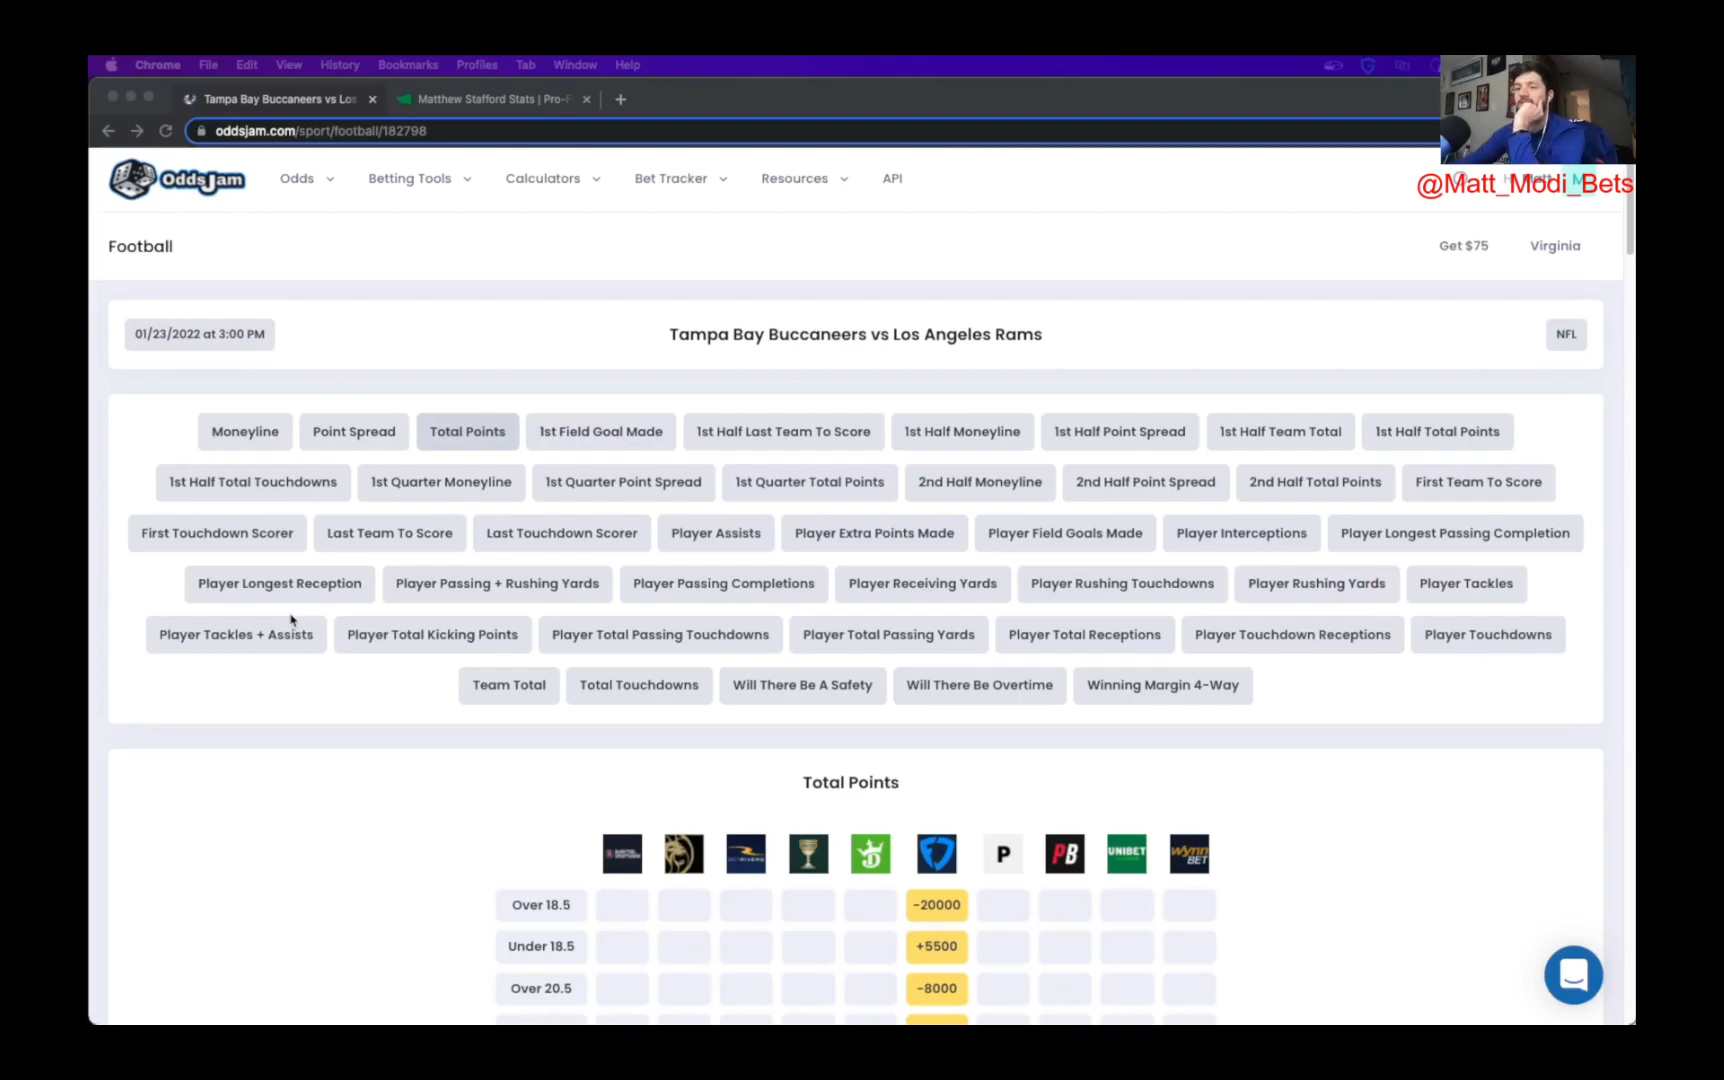 Chrome File Edit View History Bookmarks Profiles Tab Window Help
Tampa Bay Buccaneers vs Los
Matthew Stafford Stats | Pro-F
oddsjam.com/sport/football/182798
OddsJam
Odds Betting Tools Calculators Bet Tracker Resources API
@Matt_Modi_Bets
Football Get $75 Virginia
01/23/2022 at 3:00 PM Tampa Bay Buccaneers vs Los Angeles Rams NFL
Moneyline Point Spread Total Points 1st Field Goal Made 1st Half Last Team To Score 1st Half Moneyline 1st Half Point Spread 1st Half Team Total 1st Half Total Points
1st Half Total Touchdowns 1st Quarter Moneyline 1st Quarter Point Spread 1st Quarter Total Points 2nd Half Moneyline 2nd Half Point Spread 2nd Half Total Points First Team To Score
First Touchdown Scorer Last Team To Score Last Touchdown Scorer Player Assists Player Extra Points Made Player Field Goals Made Player Interceptions Player Longest Passing Completion
Player Longest Reception Player Passing + Rushing Yards Player Passing Completions Player Receiving Yards Player Rushing Touchdowns Player Rushing Yards Player Tackles
Player Tackles + Assists Player Total Kicking Points Player Total Passing Touchdowns Player Total Passing Yards Player Total Receptions Player Touchdown Receptions Player Touchdowns
Team Total Total Touchdowns Will There Be A Safety Will There Be Overtime Winning Margin 4-Way
Total Points
P PB UNIBET WYNN BET
Over 18.5 -20000
Under 18.5 +5500
Over 20.5 -8000